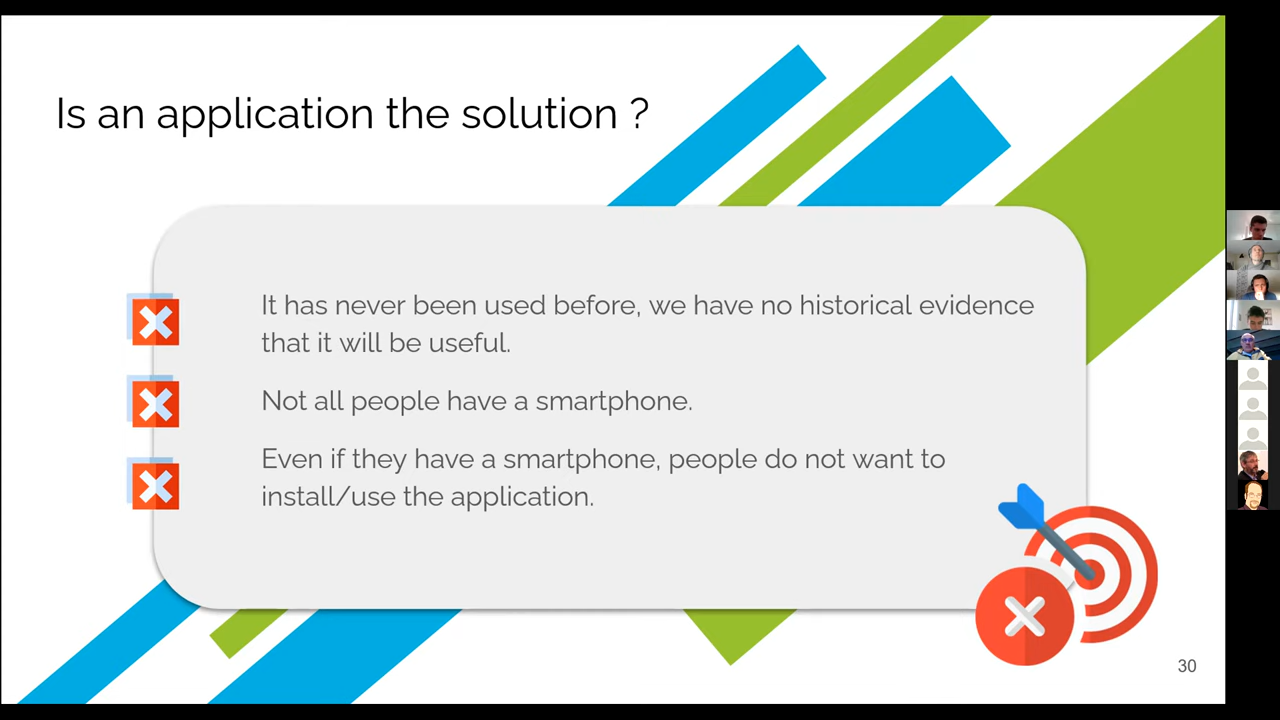 Is an application the solution ?
It has never been used before, we have no historical evidence
that it will be useful.
Not all people have a smartphone.
Even if they have a smartphone, people do not want to
install/use the application.
30